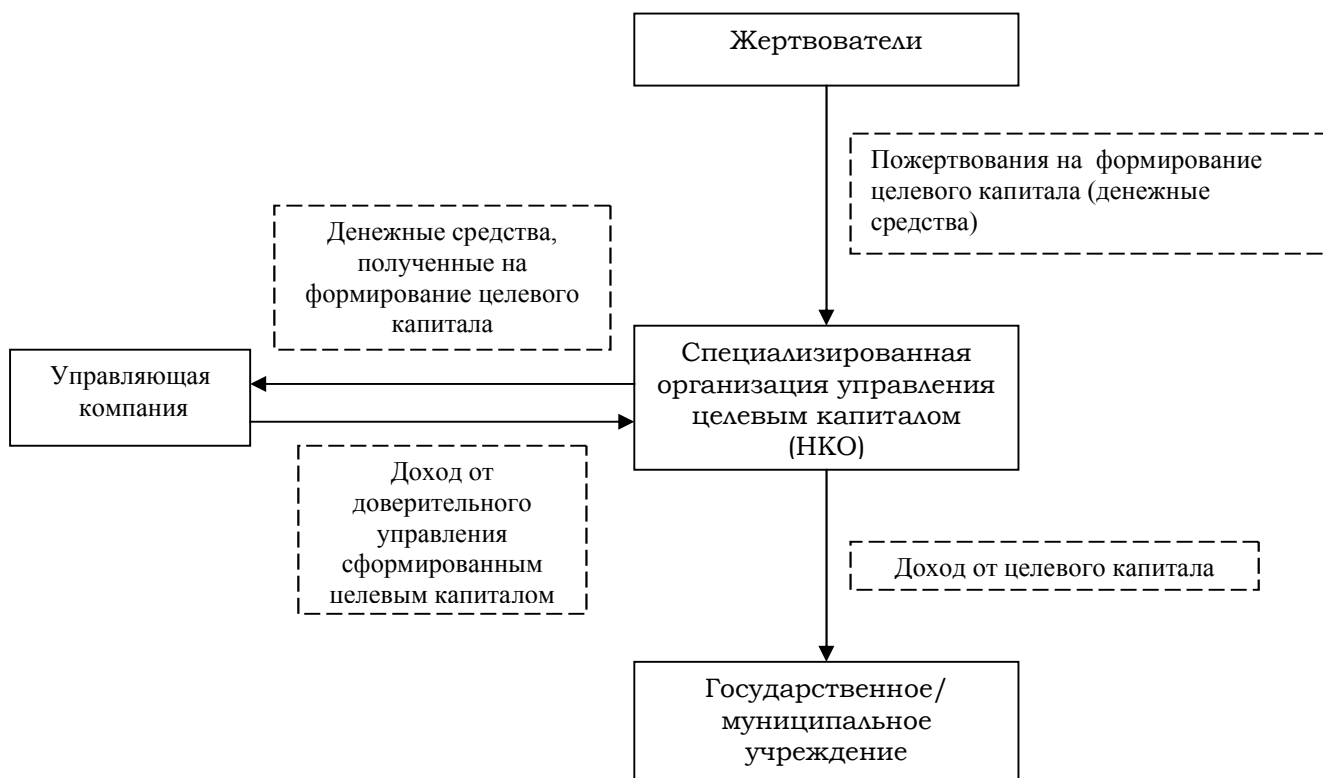 Жертвователи
Пожертвования на формирование
целевого капитала (денежные
средства)
Денежные средства,
полученные на
формирование целевого
капитала
Специализированная
организация управления
целевым капиталом
(НКО)
Управляющая
компания
Доход от
доверительного
управления
сформированным
целевым капиталом
Доход от целевого капитала
Государственное/
муниципальное
учреждение